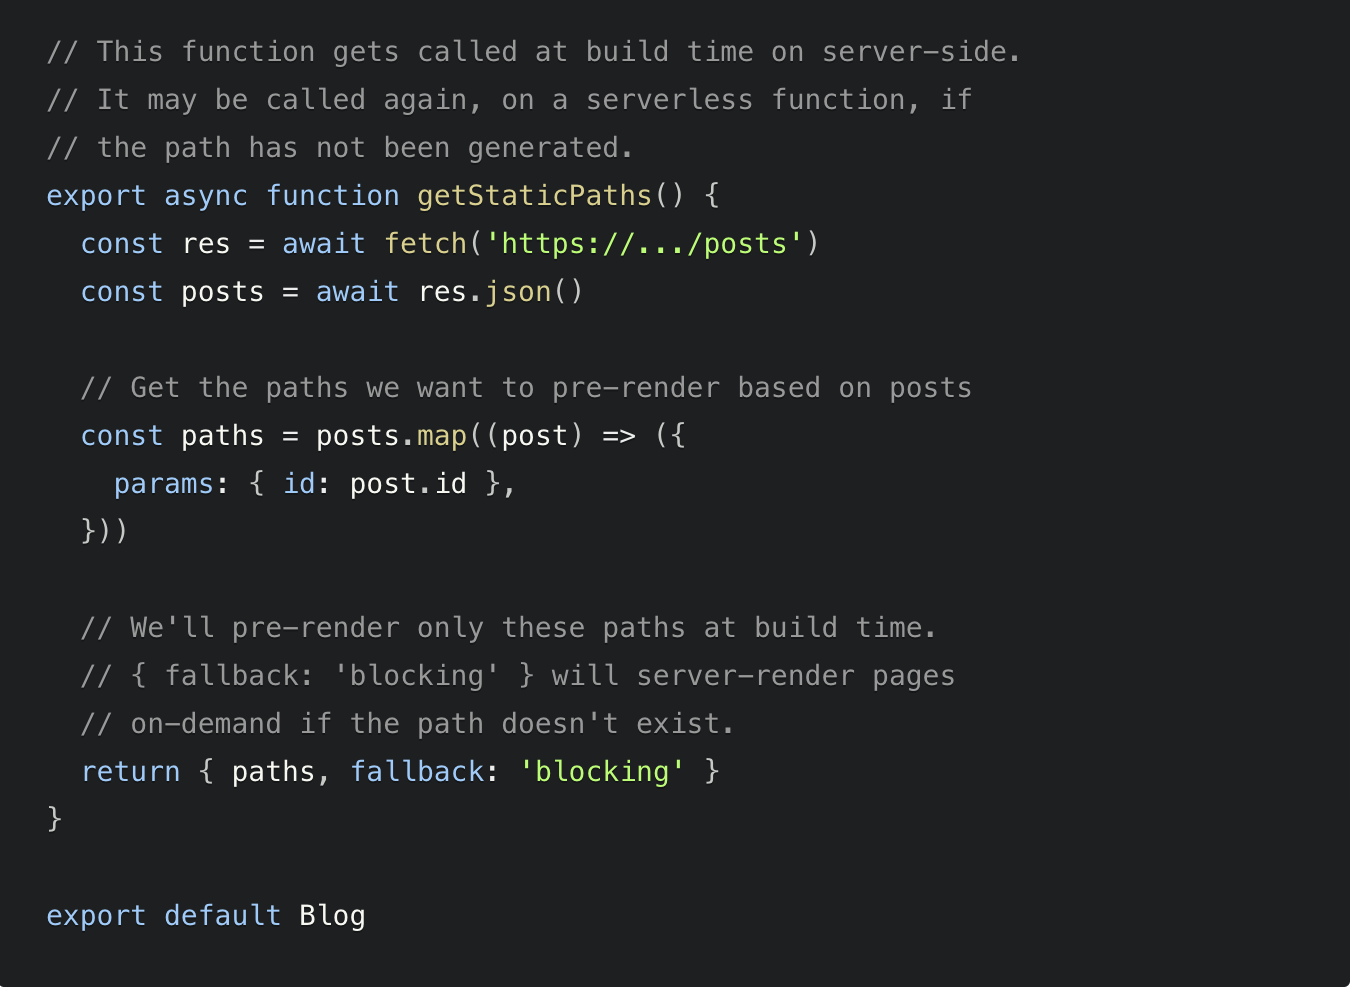 // This function gets called at build time on server-side.
// It may be called again, on a serverless function, if
// the path has not been generated.
export async function getStaticPaths() {
  const res = await fetch('https://.../posts')
  const posts = await res.json()

  // Get the paths we want to pre-render based on posts
  const paths = posts.map((post) => ({
    params: { id: post.id },
  }))

  // We'll pre-render only these paths at build time.
  // { fallback: 'blocking' } will server-render pages
  // on-demand if the path doesn't exist.
  return { paths, fallback: 'blocking' }
}

export default Blog